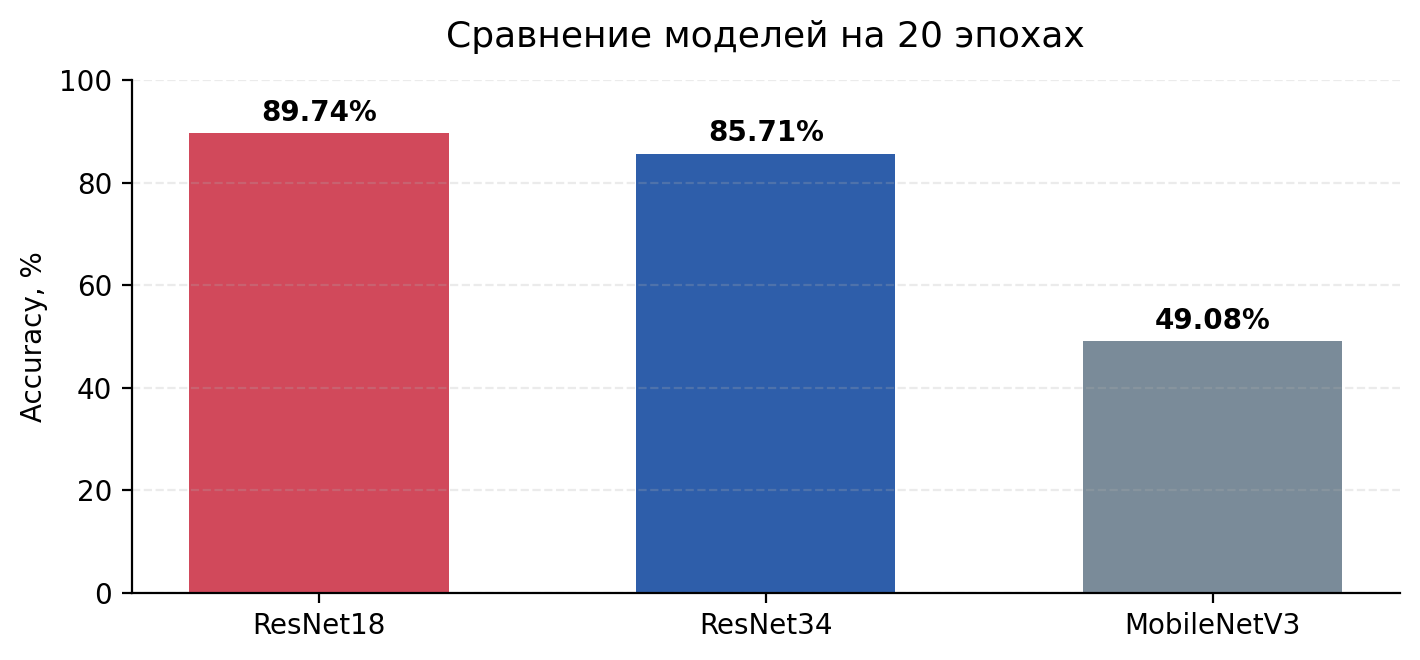 Сравнение моделей на 20 эпохах
Accuracy, %
100
80
60
40
20
0
89.74%
85.71%
49.08%
ResNet18
ResNet34
MobileNetV3